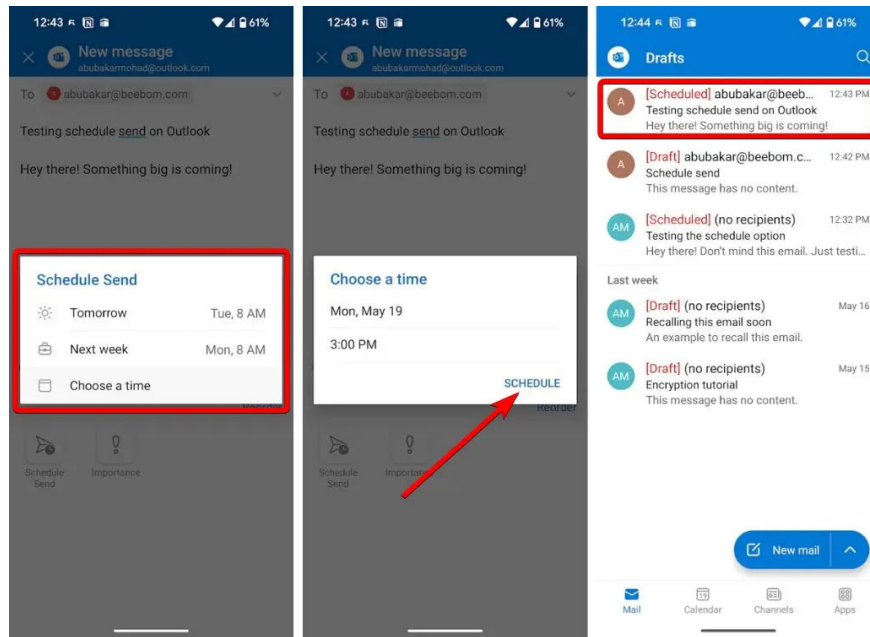 12:43
61%
New message
abubakarmohad@outlook.com
To
abubakar@beebom.com
Testing schedule send on Outlook
Hey there! Something big is coming!
Schedule Send
Tomorrow
Tue, 8 AM
Next week
Mon, 8 AM
Choose a time
Reorder
Schedule
Send
Importance
12:43
61%
New message
abubakarmohad@outlook.com
To
abubakar@beebom.com
Testing schedule send on Outlook
Hey there! Something big is coming!
Choose a time
Mon, May 19
3:00 PM
SCHEDULE
Reorder
Schedule
Send
12:44
61%
Drafts
A
[Scheduled] abubakar@beeb...
12:43 PM
Testing schedule send on Outlook
Hey there! Something big is coming!
A
[Draft] abubakar@beebom.c...
12:42 PM
Schedule send
This message has no content.
AM
[Scheduled] (no recipients)
12:32 PM
Testing the schedule option
Hey there! Don't mind this email. Just testi...
Last week
AM
[Draft] (no recipients)
May 16
Recalling this email soon
An example to recall this email.
AM
[Draft] (no recipients)
May 15
Encryption tutorial
This message has no content.
New mail
Mail
19
Calendar
Channels
Apps